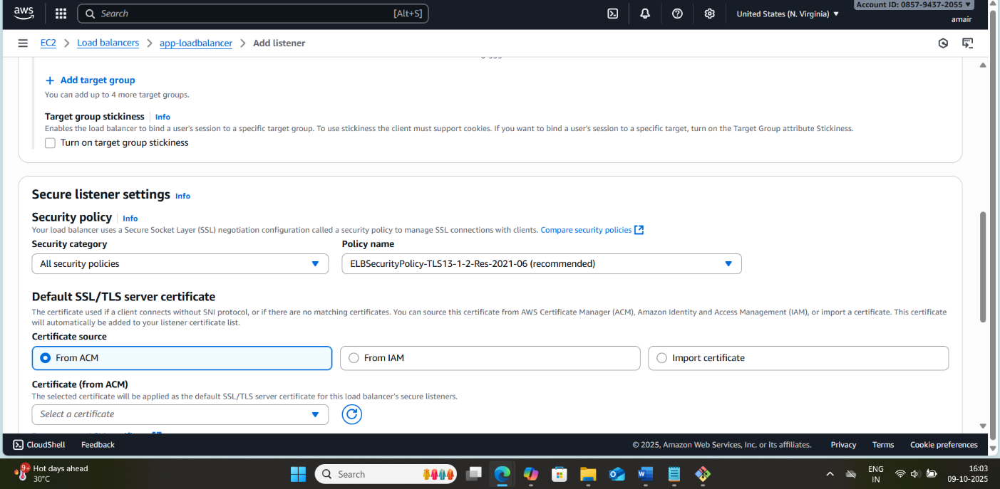 aws
Search
[Alt+S]
United States (N. Virginia)
Account ID: 0857-9437-2055
amair
EC2
Load balancers
app-loadbalancer
Add listener
Add target group
You can add up to 4 more target groups.
Target group stickiness
Info
Enables the load balancer to bind a user's session to a specific target group. To use stickiness the client must support cookies. If you want to bind a user's session to a specific target, turn on the Target Group attribute Stickiness.
Turn on target group stickiness
Secure listener settings Info
Security policy
Info
Your load balancer uses a Secure Socket Layer (SSL) negotiation configuration called a security policy to manage SSL connections with clients. Compare security policies
Security category
Policy name
All security policies
ELBSecurityPolicy-TLS13-1-2-Res-2021-06 (recommended)
Default SSL/TLS server certificate
The certificate used if a client connects without SNI protocol, or if there are no matching certificates. You can source this certificate from AWS Certificate Manager (ACM), Amazon Identity and Access Management (IAM), or import a certificate. This certificate
will automatically be added to your listener certificate list.
Certificate source
From ACM
From IAM
Import certificate
Certificate (from ACM)
The selected certificate will be applied as the default SSL/TLS server certificate for this load balancer's secure listeners.
Select a certificate
CloudShell
Feedback
© 2025, Amazon Web Services, Inc. or its affiliates.
Privacy
Terms
Cookie preferences
9+
Hot days ahead
30°C
Search
ENG
IN
16:03
09-10-2025